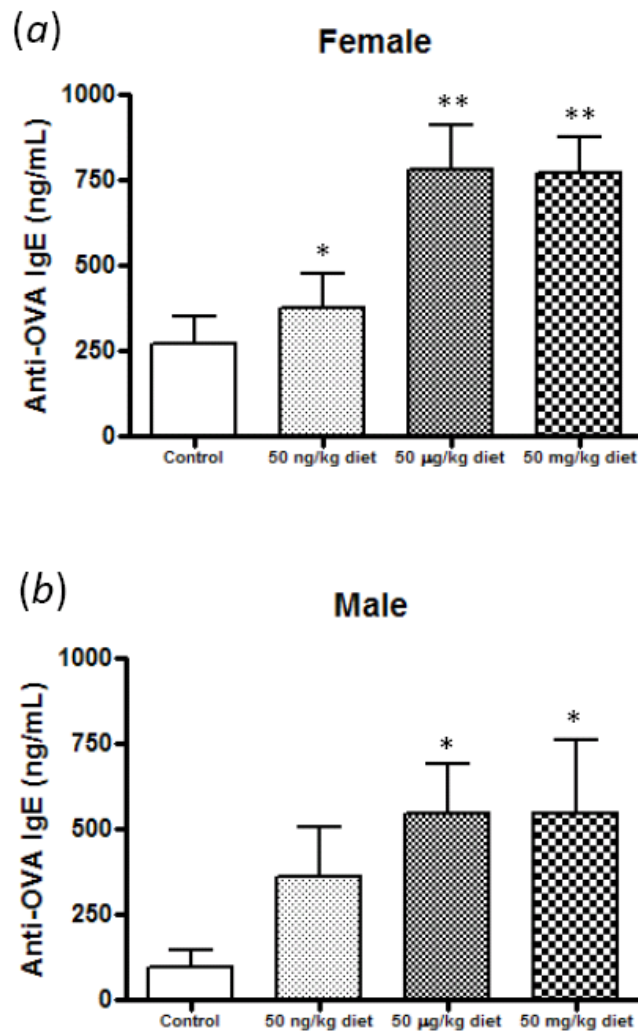 (a)
Female
Anti-OVA IgE (ng/mL)
1000
750
500
250
0
*
**
**
Control 50 ng/kg diet 50 µg/kg diet 50 mg/kg diet
(b)
Male
Anti-OVA IgE (ng/mL)
1000
750
500
250
0
*
*
Control 50 ng/kg diet 50 µg/kg diet 50 mg/kg diet